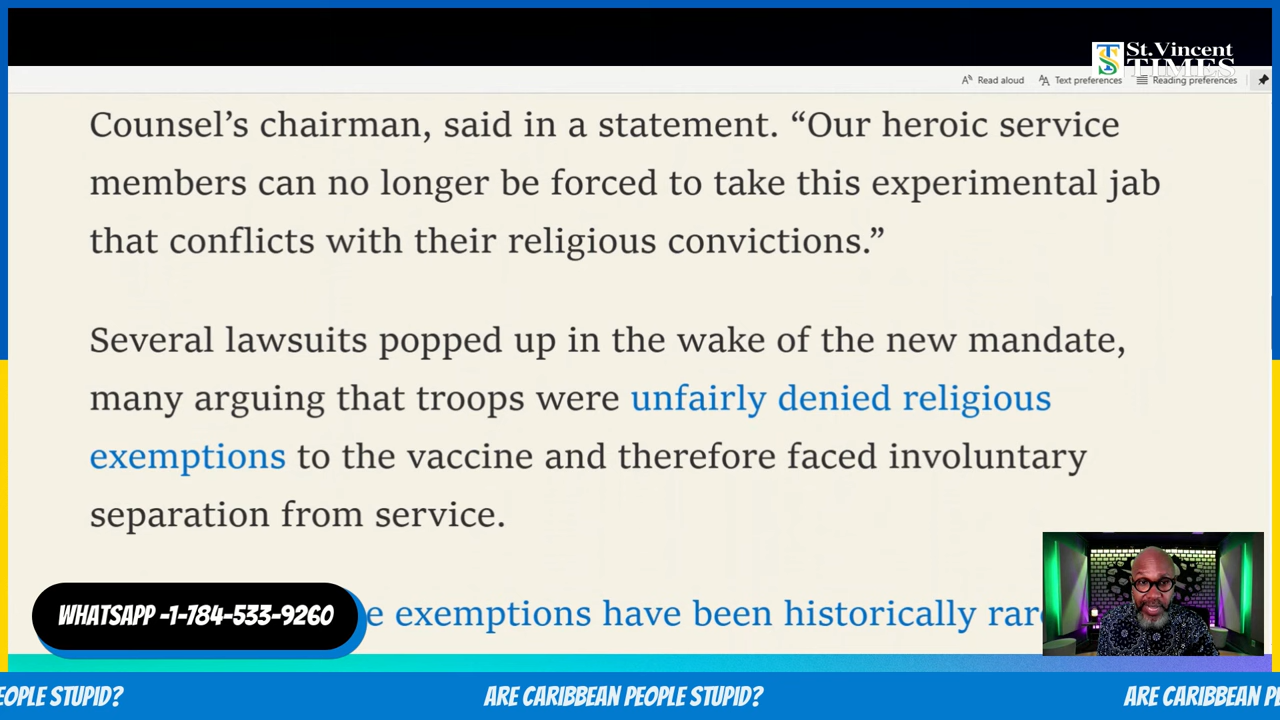 St.Vincent
TIMES
Read aloud
Text preferences
Reading preferences
Counsel’s chairman, said in a statement. “Our heroic service
members can no longer be forced to take this experimental jab
that conflicts with their religious convictions.”
Several lawsuits popped up in the wake of the new mandate,
many arguing that troops were unfairly denied religious
exemptions to the vaccine and therefore faced involuntary
separation from service.
exemptions have been historically
WHATSAPP -1-784-533-9260
STUPID?
ARE CARIBBEAN PEOPLE STUPID?
ARE CARIBBEAN